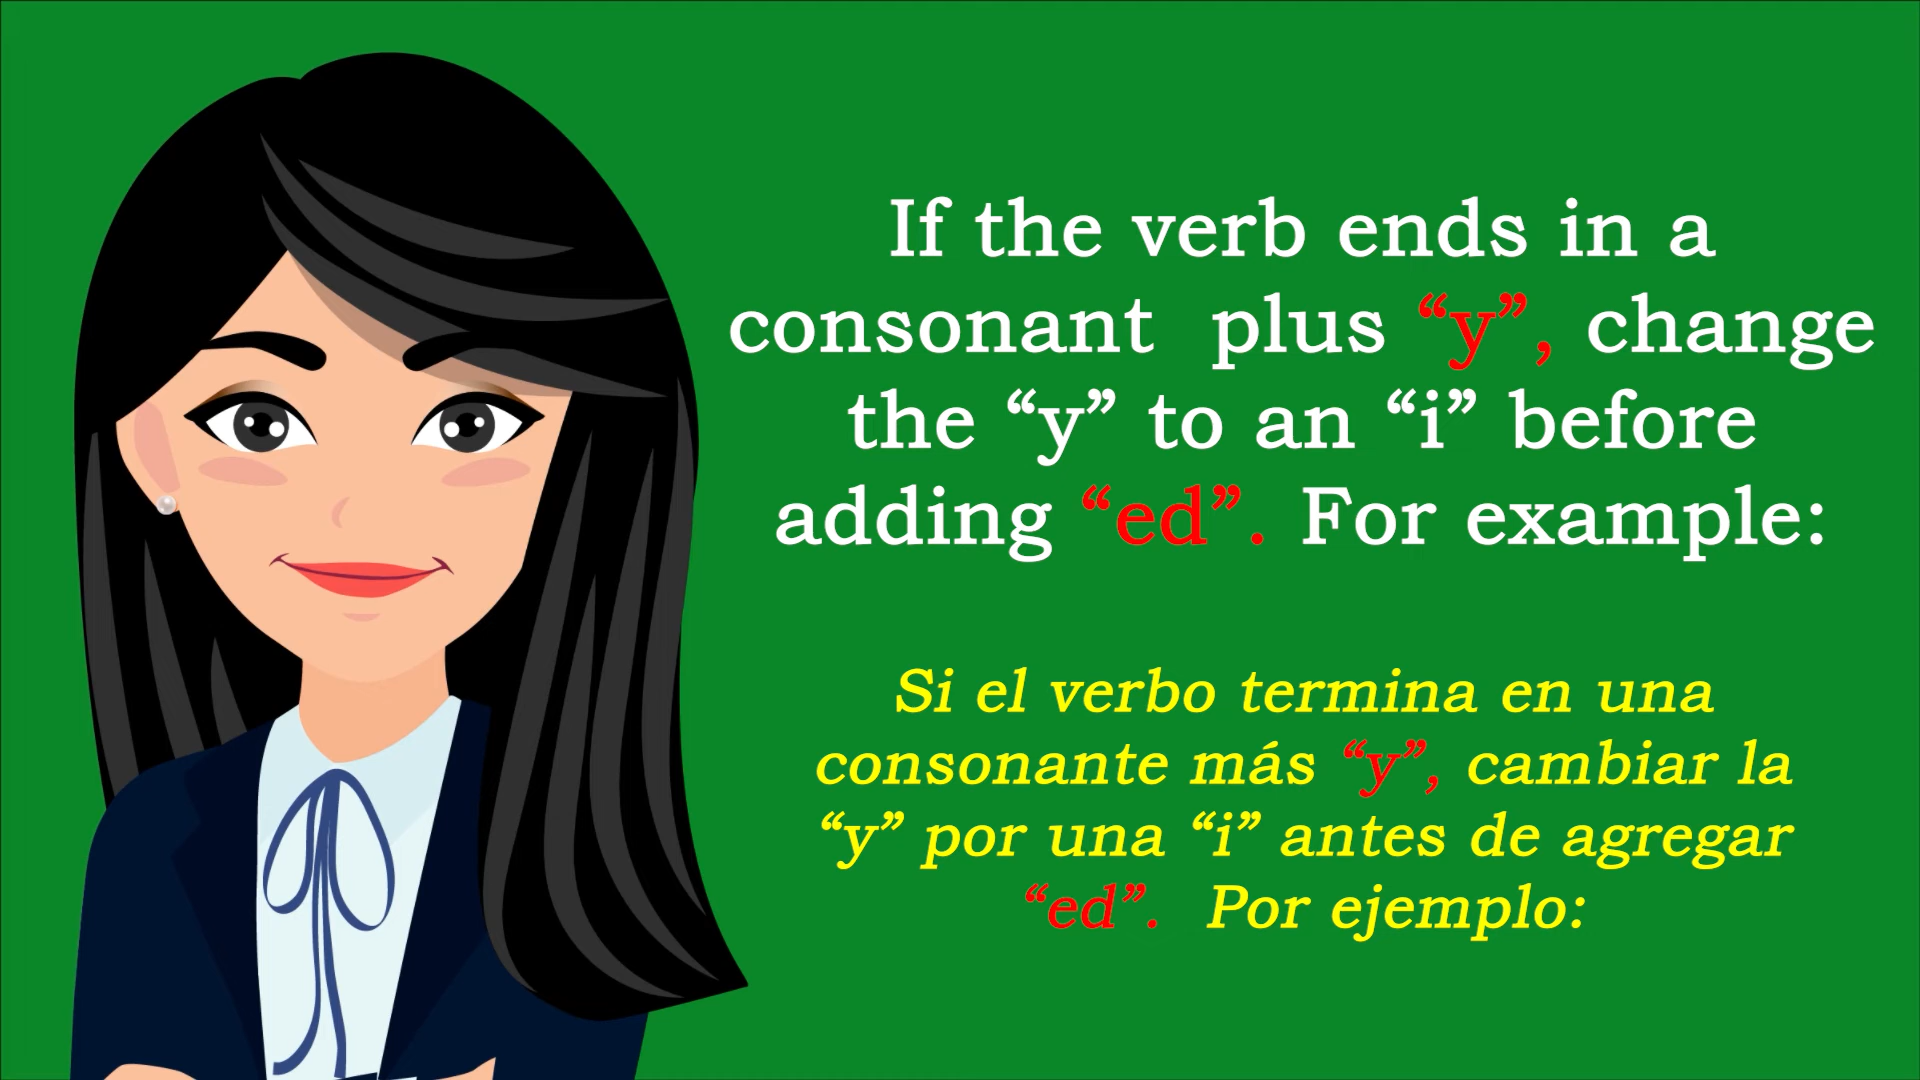 If the verb ends in a
consonant  plus “y”, change
the “y” to an “i” before
adding “ed”. For example:
Si el verbo termina en una
consonante más “y”, cambiar la
“y” por una “i” antes de agregar
“ed”.  Por ejemplo: